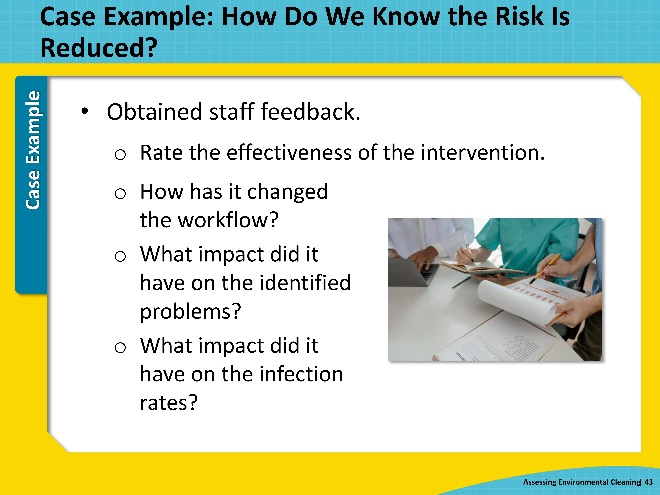 Case Example: How Do We Know the Risk Is
Reduced?
Case Example
• Obtained staff feedback.
o Rate the effectiveness of the intervention.
o How has it changed
the workflow?
o What impact did it
have on the identified
problems?
o What impact did it
have on the infection
rates?
Assessing Environmental Cleaning| 43